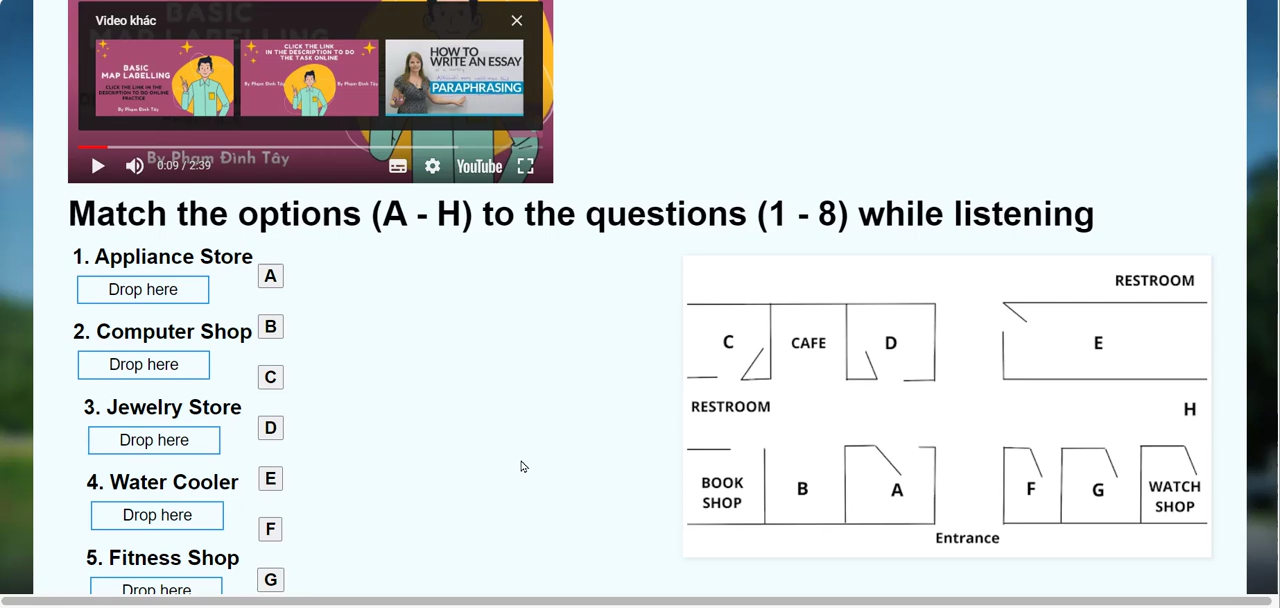 Video khác
BASIC
MAP LABELLING
CLICK THE LINK IN THE
DESCRIPTION TO DO ONLINE
PRACTICE
By Phạm Đình Tây
CLICK THE LINK
IN THE DESCRIPTION TO DO
THE TASK ONLINE
By Phạm Đình Tây
HOW TO
WRITE AN ESSAY
PARAPHRASING
By Phạm Đình Tây
0:09 / 2:39
YouTube
Match the options (A - H) to the questions (1 - 8) while listening
1. Appliance Store
Drop here
2. Computer Shop
Drop here
3. Jewelry Store
Drop here
4. Water Cooler
Drop here
5. Fitness Shop
Drop here
A
B
C
D
E
F
G
RESTROOM
C
CAFE
D
E
RESTROOM
H
BOOK
SHOP
B
A
F
G
WATCH
SHOP
Entrance